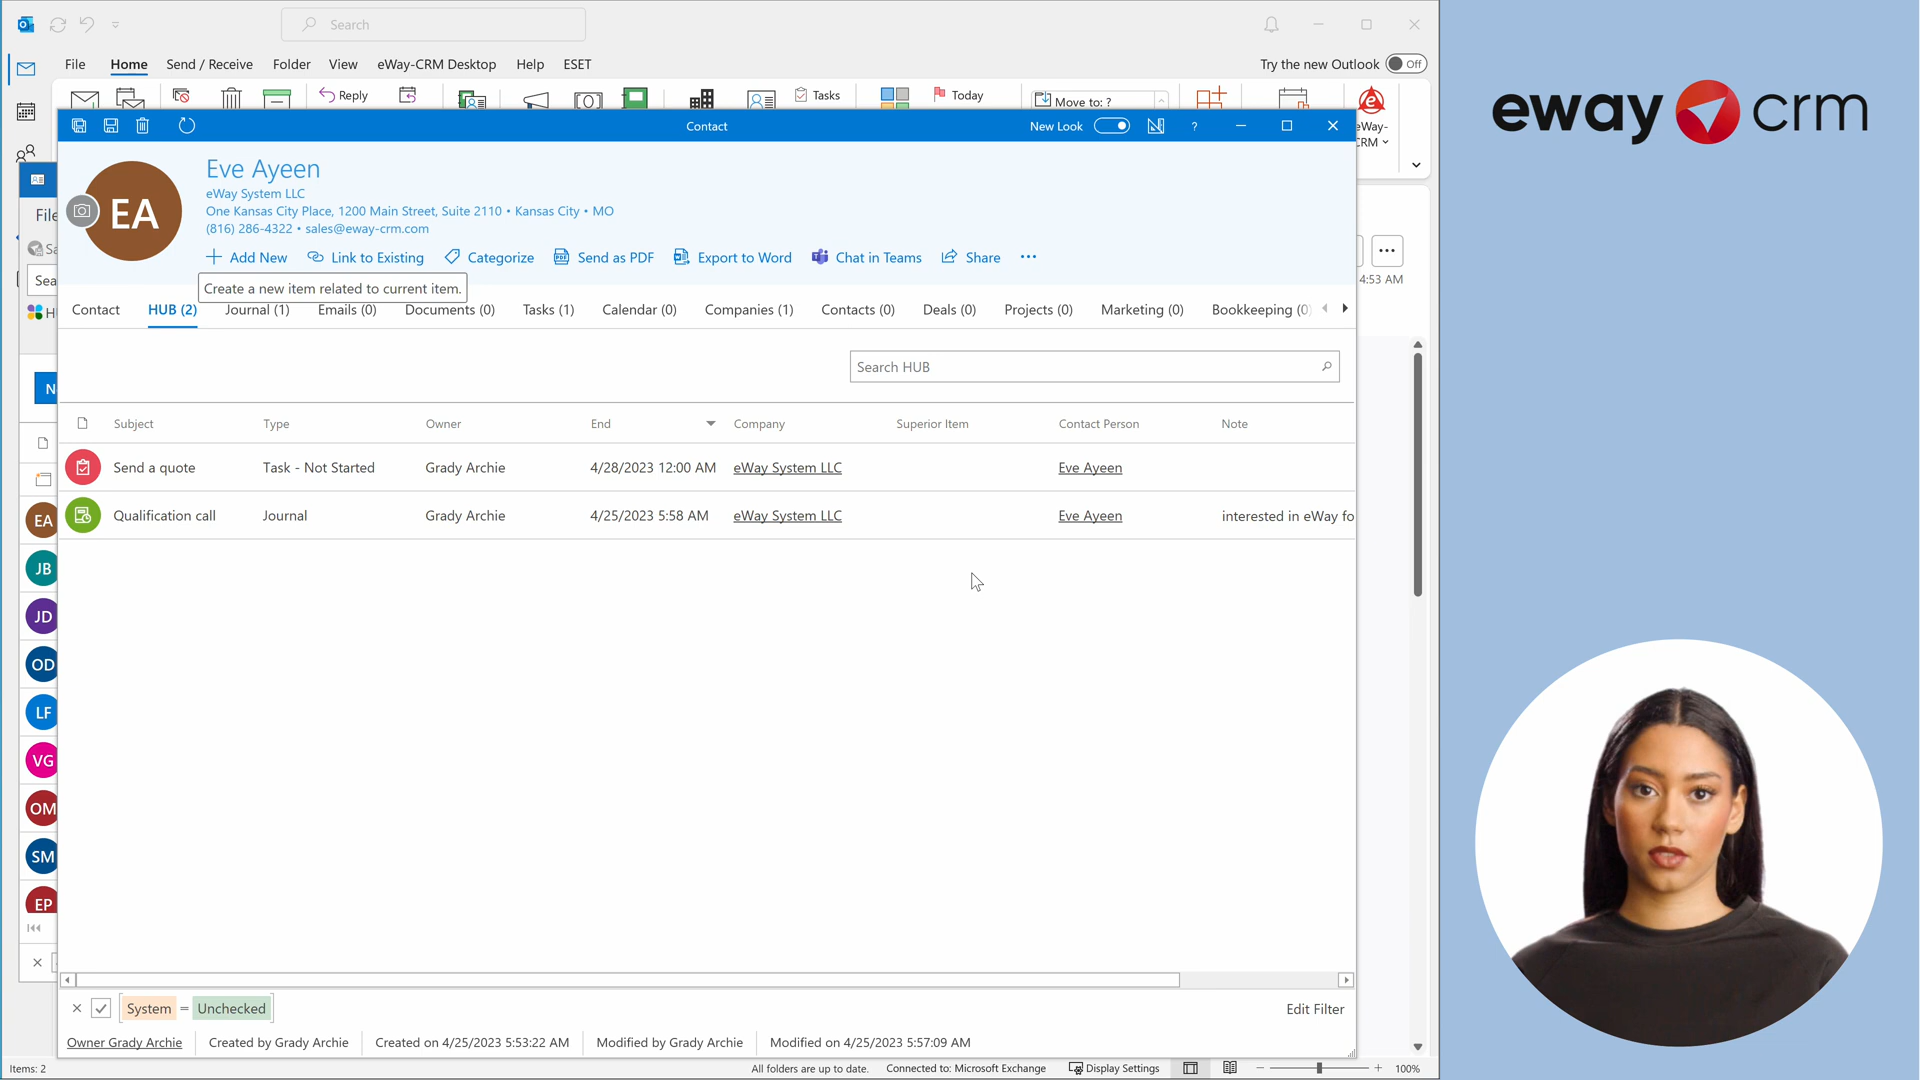 Search
File
Home
Send / Receive
Folder
View
eWay-CRM Desktop
Help
ESET
Try the new Outlook
Off
Reply
Tasks
Today
Move to: ?
eWay-
CRM
Contact
New Look
?
eway crm
EA
Eve Ayeen
eWay System LLC
One Kansas City Place, 1200 Main Street, Suite 2110 • Kansas City • MO
(816) 286-4322 • sales@eway-crm.com
Add New
Link to Existing
Categorize
Send as PDF
Export to Word
Chat in Teams
Share
Create a new item related to current item.
4:53 AM
File
Sa
Sea
H
N
Contact
HUB (2)
Journal (1)
Emails (0)
Documents (0)
Tasks (1)
Calendar (0)
Companies (1)
Contacts (0)
Deals (0)
Projects (0)
Marketing (0)
Bookkeeping (0)
Search HUB
Subject
Type
Owner
End
Company
Superior Item
Contact Person
Note
Send a quote
Task - Not Started
Grady Archie
4/28/2023 12:00 AM
eWay System LLC
Eve Ayeen
Qualification call
Journal
Grady Archie
4/25/2023 5:58 AM
eWay System LLC
Eve Ayeen
interested in eWay fo
EA
JB
JD
OD
LF
VG
OM
SM
EP
System = Unchecked
Edit Filter
Owner Grady Archie
Created by Grady Archie
Created on 4/25/2023 5:53:22 AM
Modified by Grady Archie
Modified on 4/25/2023 5:57:09 AM
Items: 2
All folders are up to date.
Connected to: Microsoft Exchange
Display Settings
100%